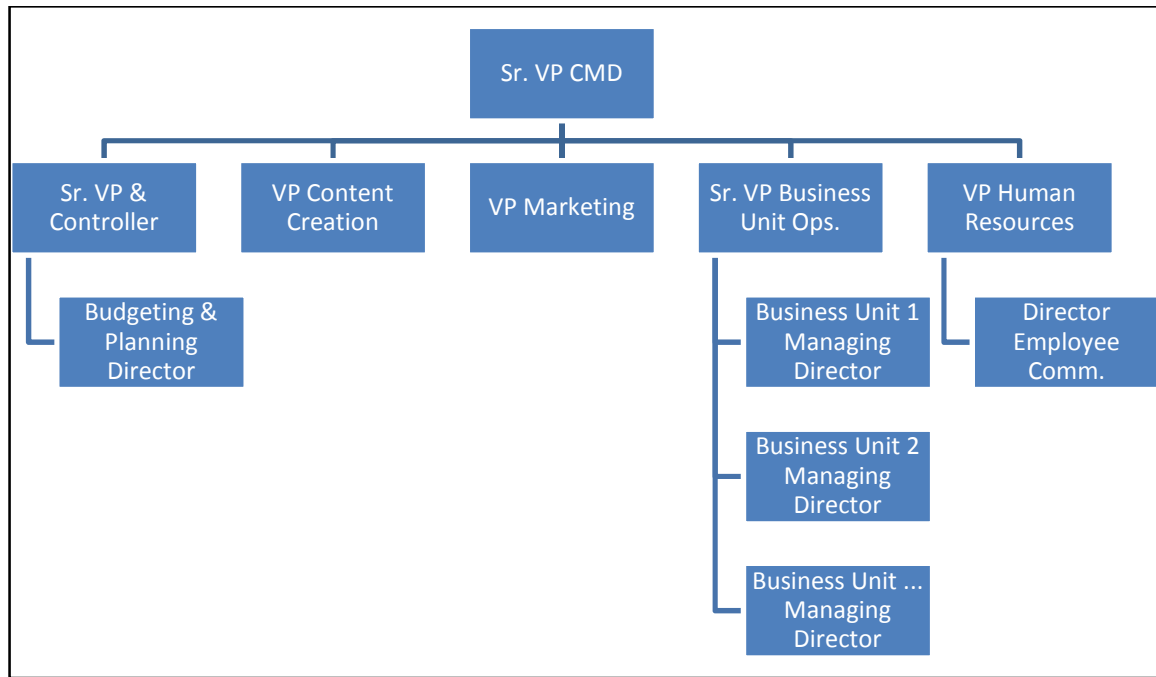 Sr. VP CMD
Sr. VP &
Controller
VP Content
Creation
VP Marketing
Sr. VP Business
Unit Ops.
VP Human
Resources
Budgeting &
Planning
Director
Business Unit 1
Managing
Director
Director
Employee
Comm.
Business Unit 2
Managing
Director
Business Unit ...
Managing
Director